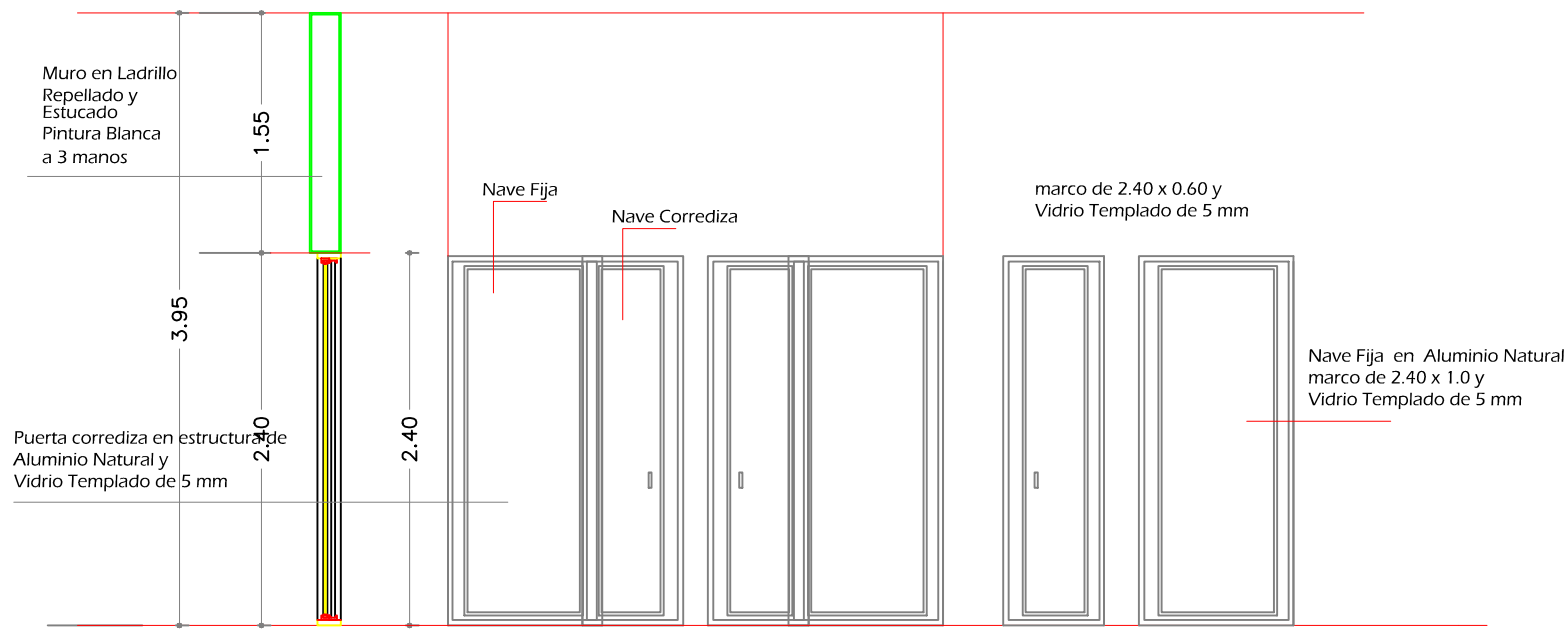 Muro en Ladrillo
Repellado y
Estucado
Pintura Blanca
a 3 manos
1.55
3.95
2.40
2.40
Nave Fija
Nave Corrediza
marco de 2.40 x 0.60 y
Vidrio Templado de 5 mm
Nave Fija en Aluminio Natural
marco de 2.40 x 1.0 y
Vidrio Templado de 5 mm
Puerta corrediza en estructura de
Aluminio Natural y
Vidrio Templado de 5 mm